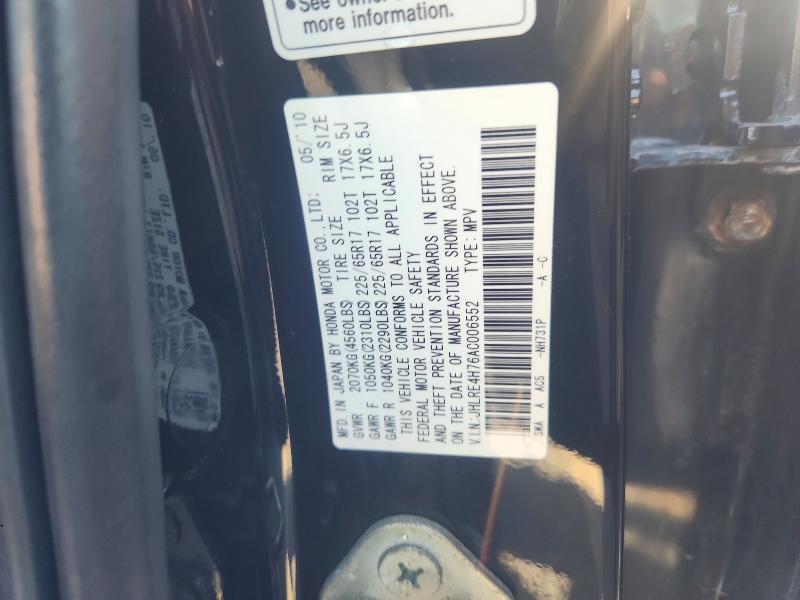 •See owner
more information.
MFD. IN JAPAN BY HONDA MOTOR CO., LTD: 05/10
GVWR 2070KG(4560LBS) TIRE SIZE RIM SIZE
GAWR F 1050KG(2310LBS) 225/65R17 102T 17X6.5J
GAWR R 1040KG(2290LBS) 225/65R17 102T 17X6.5J
THIS VEHICLE CONFORMS TO ALL APPLICABLE
FEDERAL MOTOR VEHICLE SAFETY
AND THEFT PREVENTION STANDARDS IN EFFECT
ON THE DATE OF MANUFACTURE SHOWN ABOVE.
V.I.N:JHLRE4H76AC006552 TYPE: MPV
SWA A AC5 -NH731P -A -C